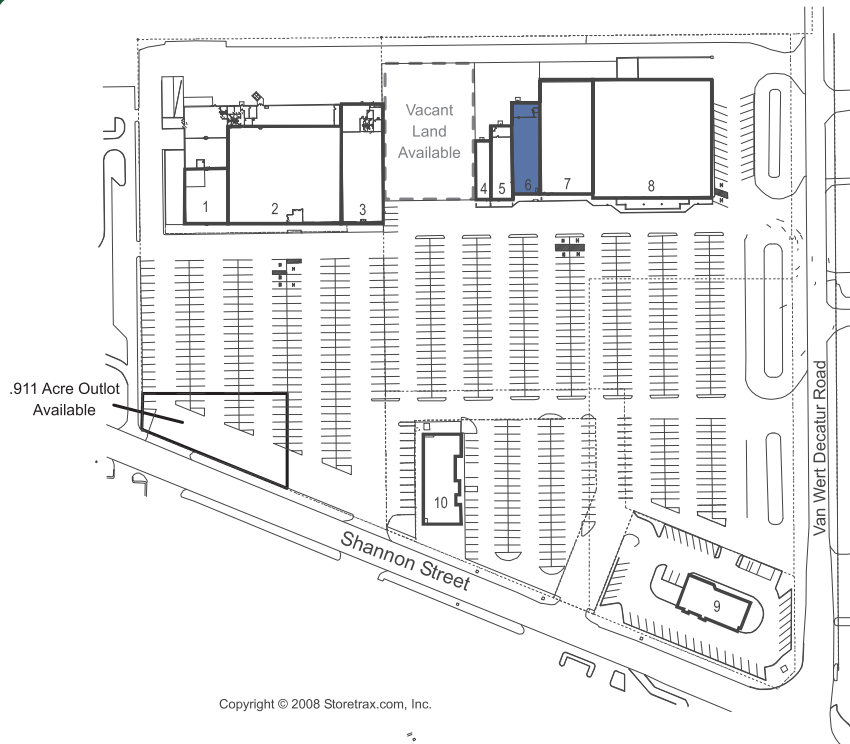 Vacant
Land
Available
1
2
3
4
5
6
7
8
.911 Acre Outlot
Available
Van Wert Decatur Road
10
Shannon Street
9
Copyright © 2008 Storetrax.com, Inc.